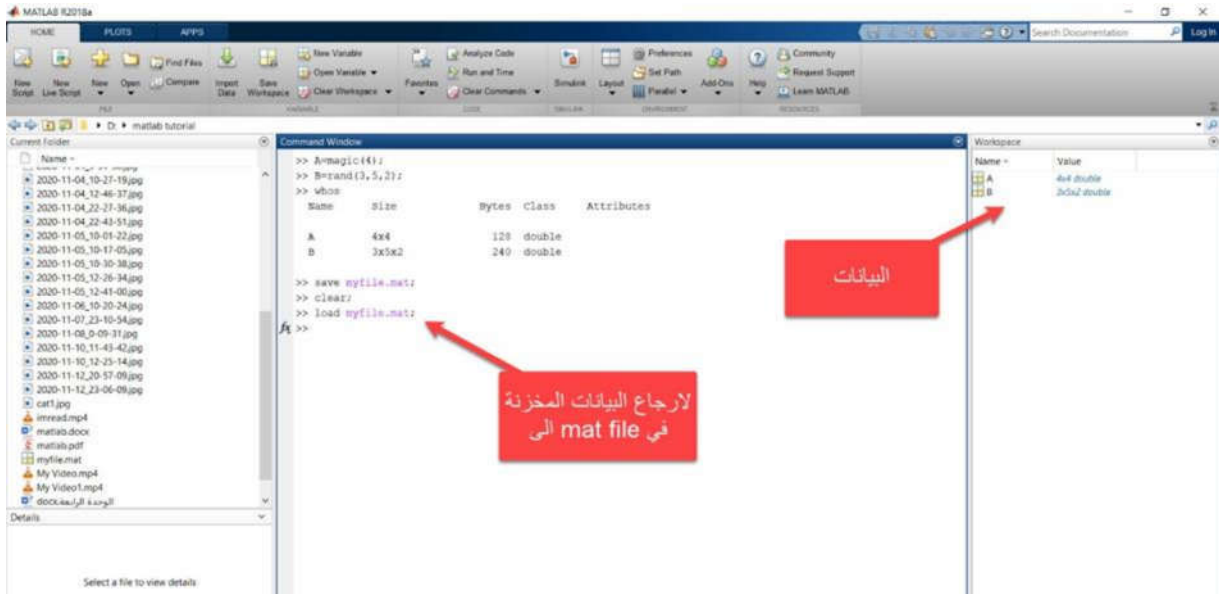 MATLAB R2018a
HOME PLOTS APPS
Search Documentation Log In
New Script
New Live Script
New
Open
Find Files
Compare
Import Data
Save Workspace
New Variable
Open Variable
Clear Workspace
Favorites
Analyze Code
Run and Time
Clear Commands
Simulink
Layout
Preferences
Set Path
Parallel
Add-Ons
Help
Community
Request Support
Learn MATLAB
FILE VARIABLE CODE SIMULINK ENVIRONMENT RESOURCES
D: matlab tutorial
Current Folder
Name
2020-11-04_10-27-19.jpg
2020-11-04_12-46-37.jpg
2020-11-04_22-27-36.jpg
2020-11-04_22-43-51.jpg
2020-11-05_10-01-22.jpg
2020-11-05_10-17-05.jpg
2020-11-05_10-30-38.jpg
2020-11-05_12-26-34.jpg
2020-11-05_12-41-00.jpg
2020-11-06_10-20-24.jpg
2020-11-07_23-10-54.jpg
2020-11-08_0-09-31.jpg
2020-11-10_11-43-42.jpg
2020-11-10_12-25-14.jpg
2020-11-12_20-57-09.jpg
2020-11-12_23-06-09.jpg
cat1.jpg
imread.mp4
matlab.docx
matlab.pdf
myfile.mat
My Video.mp4
My Video1.mp4
الوحدة الرابعة.docx
Details
Select a file to view details
Command Window
>> A=magic(4);
>> B=rand(3,5,2);
>> whos
Name Size Bytes Class Attributes
A 4x4 128 double
B 3x5x2 240 double
>> save myfile.mat;
>> clear;
>> load myfile.mat;
fx >>
لارجاع البيانات المخزنة
في mat file الى
البيانات
Workspace
Name Value
A 4x4 double
B 3x5x2 double